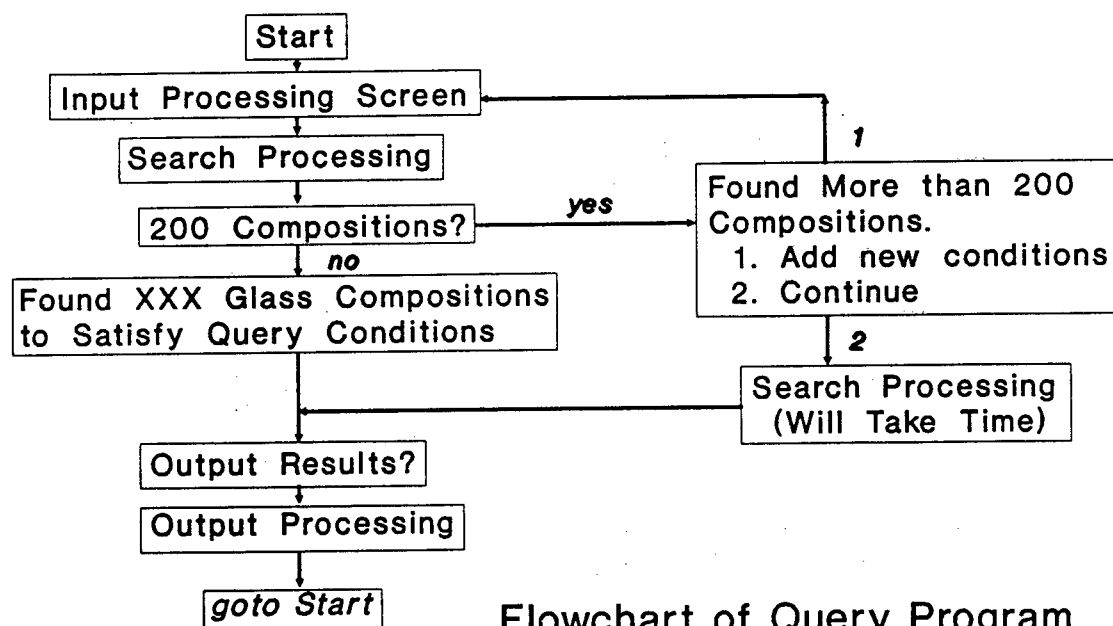 Start
Input Processing Screen
Search Processing
200 Compositions?
yes
no
Found XXX Glass Compositions
to Satisfy Query Conditions
1
Found More than 200
Compositions.
1. Add new conditions
2. Continue
2
Search Processing
(Will Take Time)
Output Results?
Output Processing
goto Start
Flowchart of Query Program